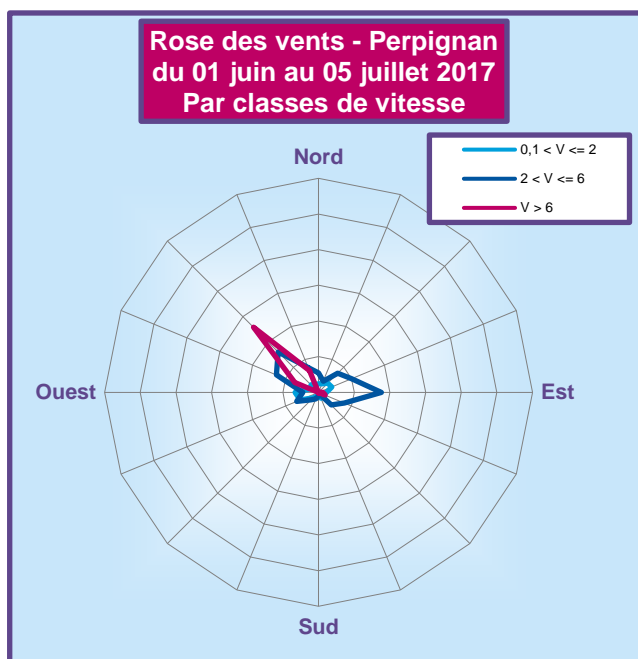 Rose des vents - Perpignan
du 01 juin au 05 juillet 2017
Par classes de vitesse
0,1 < V <= 2
2 < V <= 6
V > 6
Nord
Ouest
Est
Sud